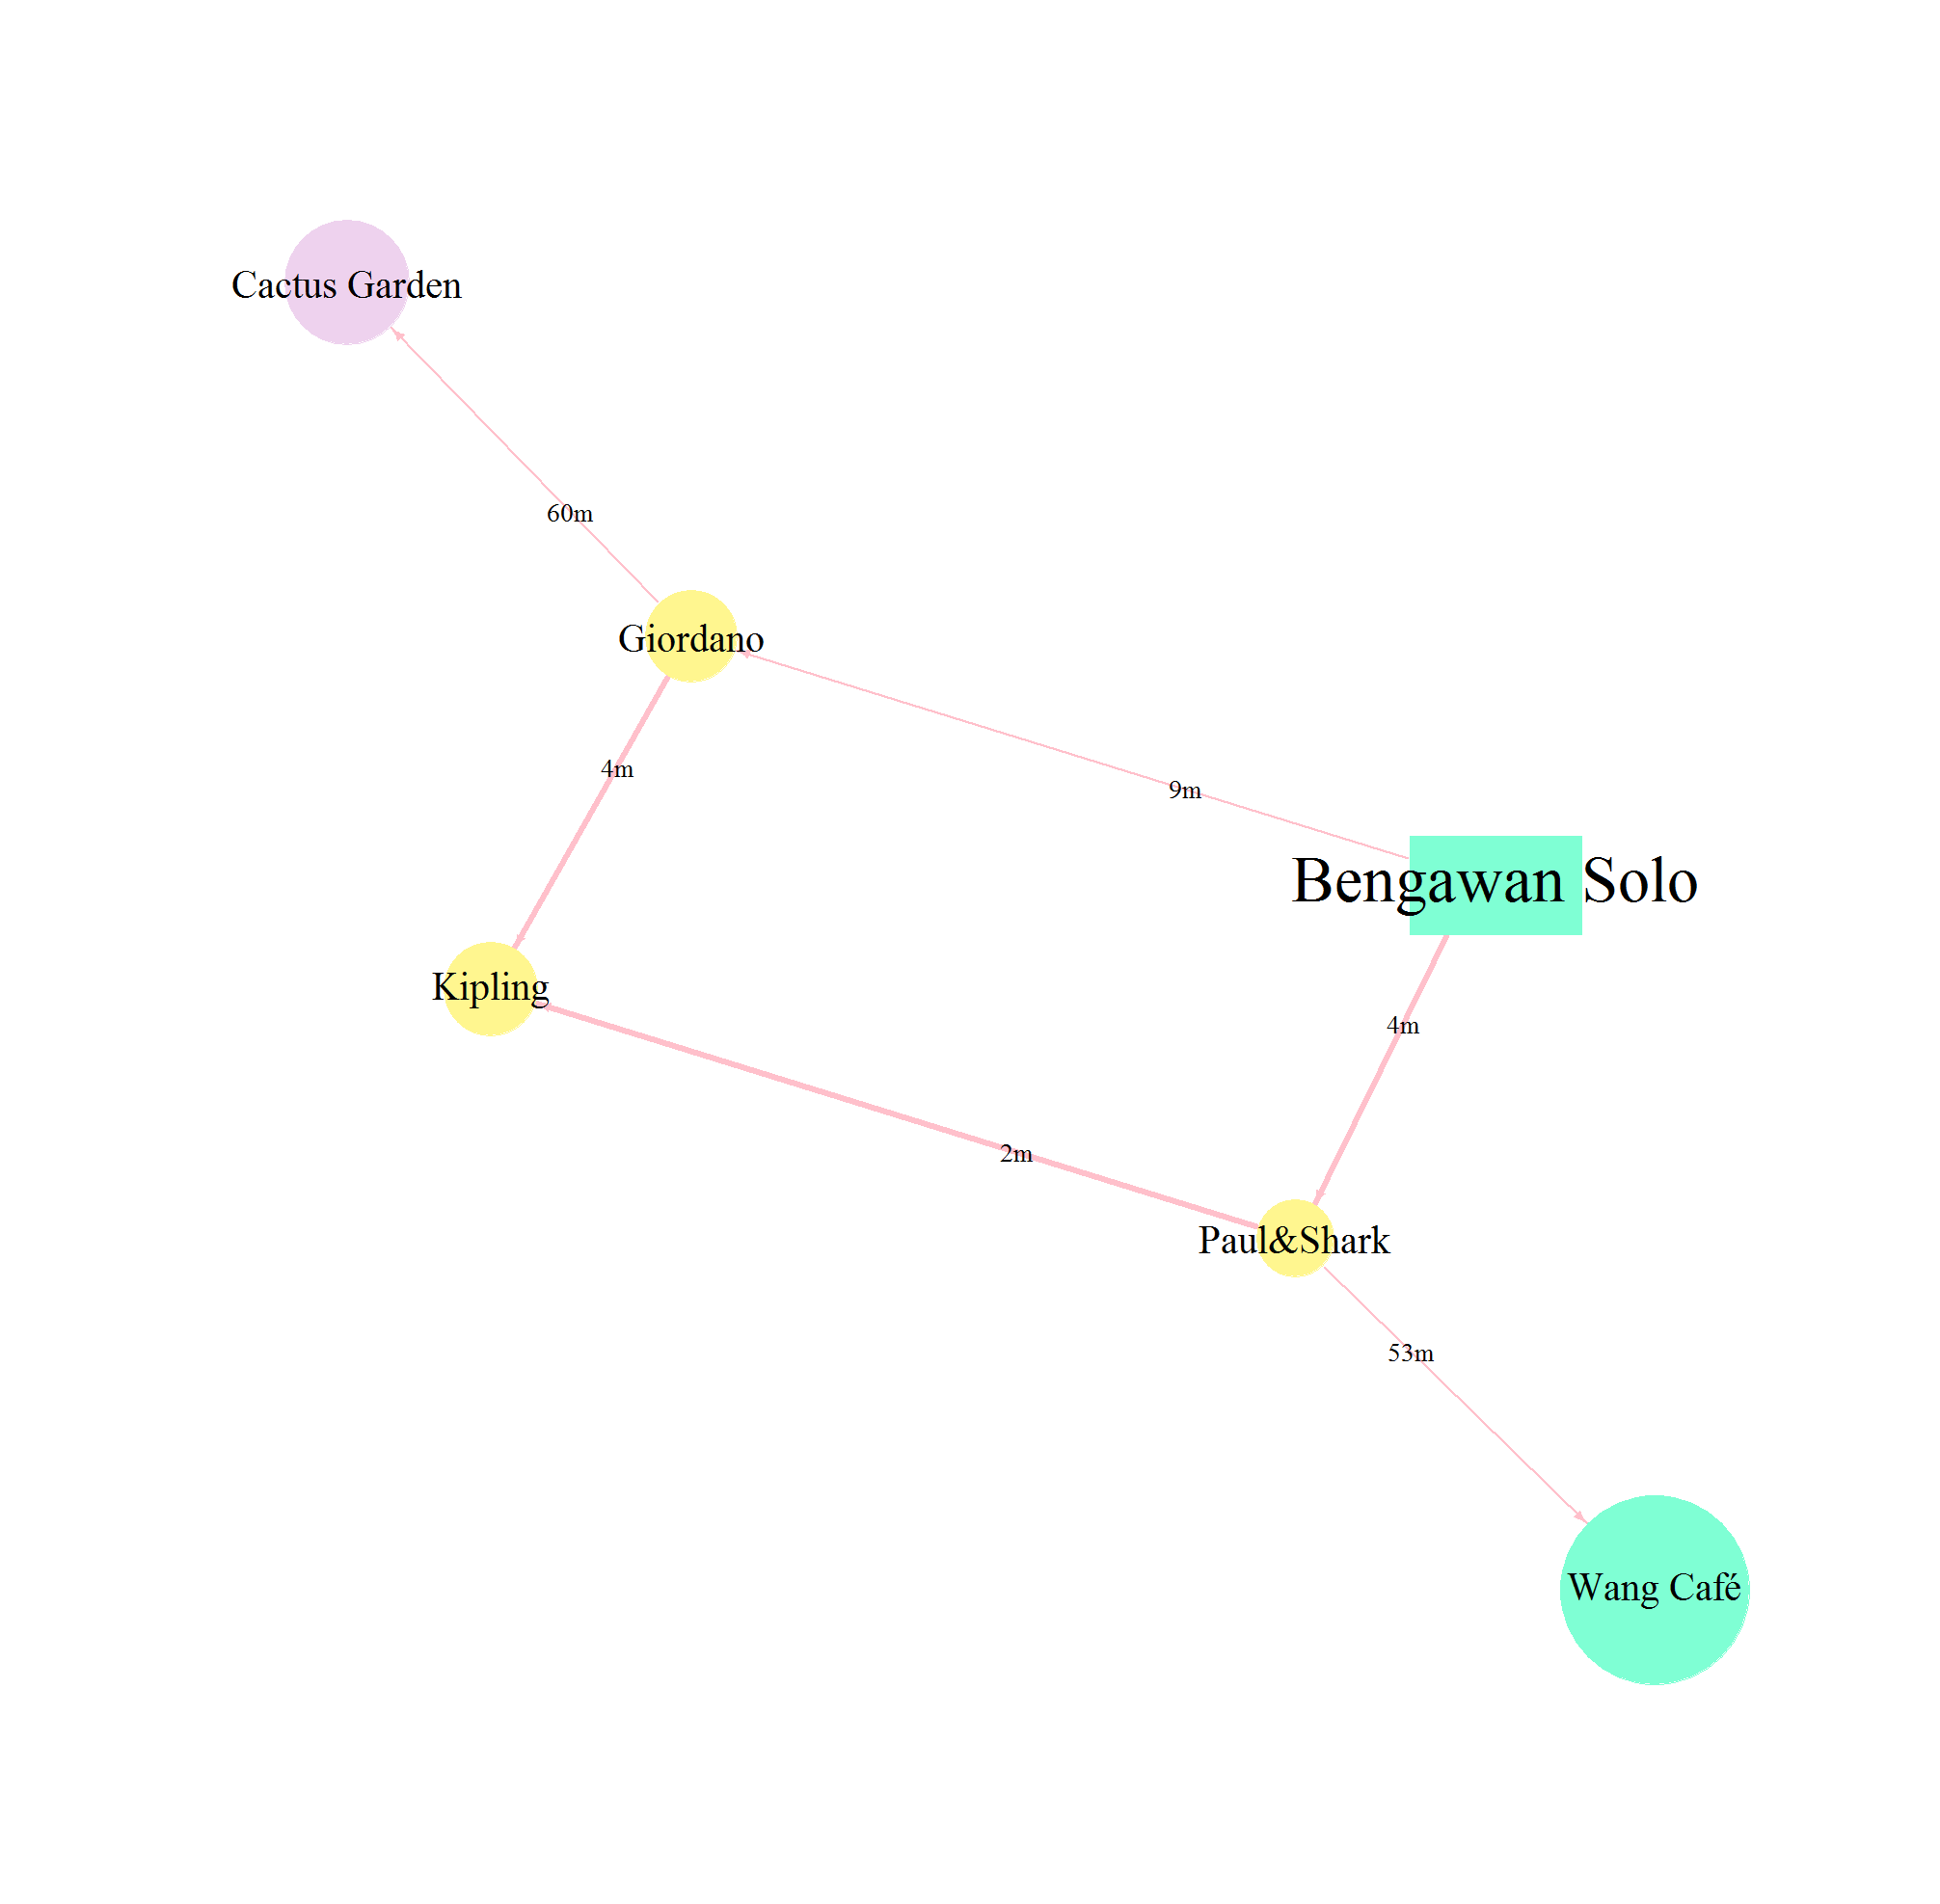 Cactus Garden
60m
Giordano
4m
9m
Bengawan Solo
Kipling
4m
2m
Paul&Shark
53m
Wang Café